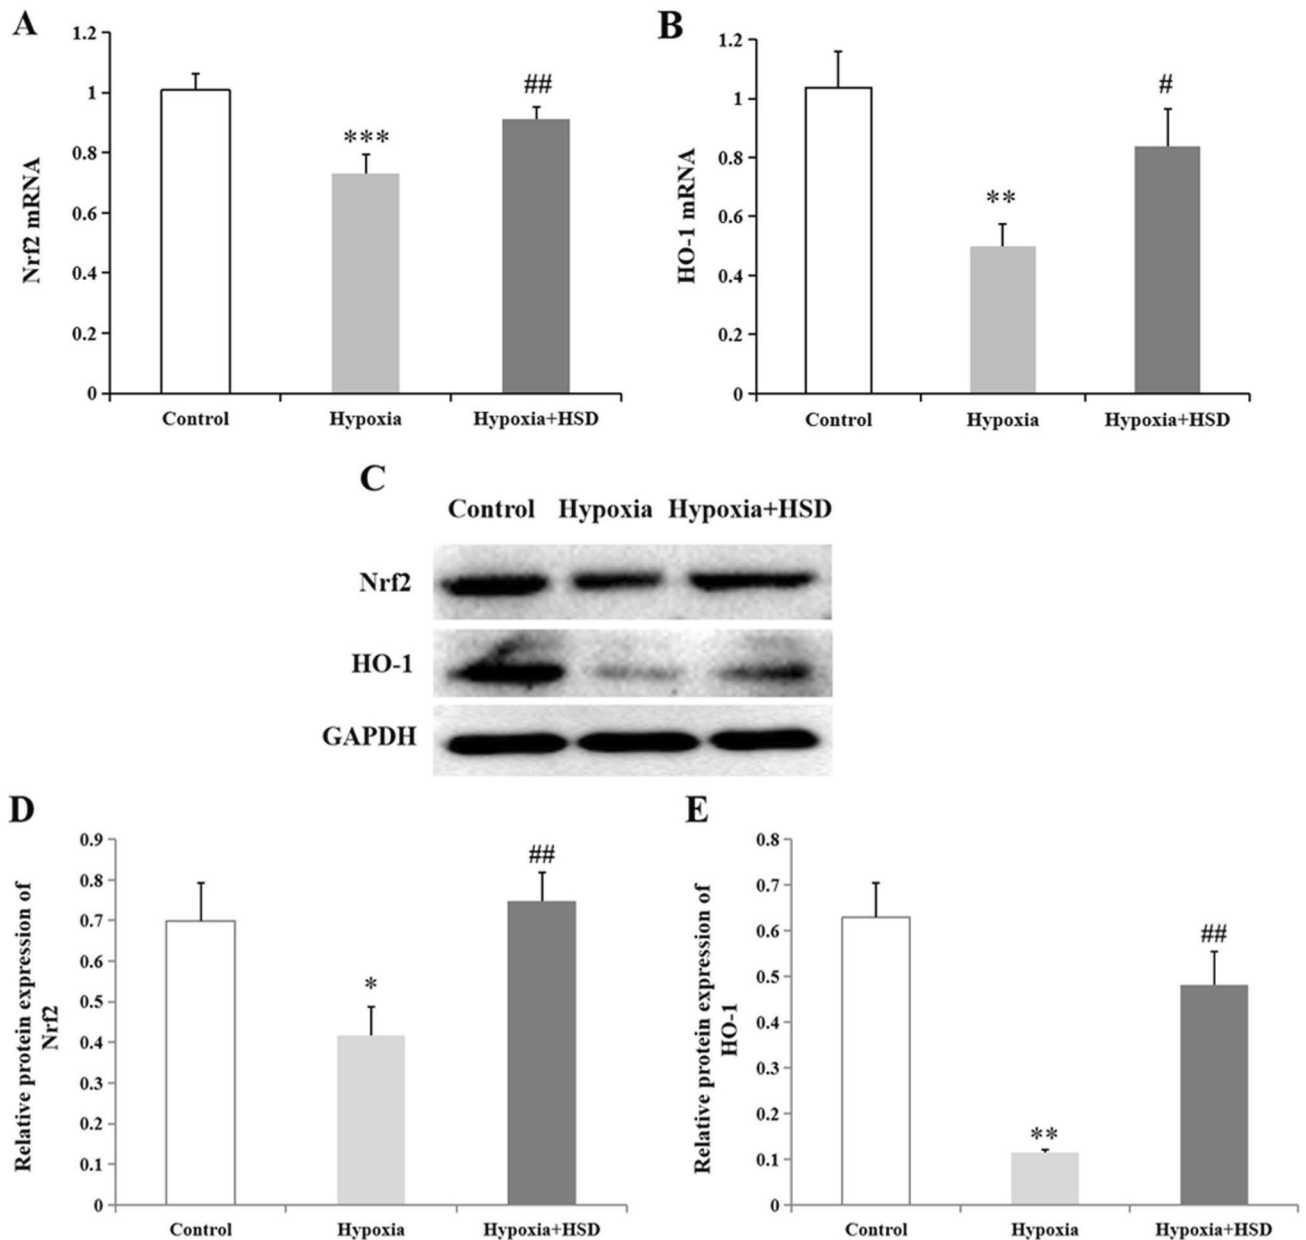 A
Nrf2 mRNA
1.2
1
0.8
0.6
0.4
0.2
0
***
##
Control
Hypoxia
Hypoxia+HSD
B
HO-1 mRNA
1.2
1
0.8
0.6
0.4
0.2
0
**
#
Control
Hypoxia
Hypoxia+HSD
C
Control Hypoxia Hypoxia+HSD
Nrf2
HO-1
GAPDH
D
Relative protein expression of
Nrf2
0.9
0.8
0.7
0.6
0.5
0.4
0.3
0.2
0.1
0
*
##
Control
Hypoxia
Hypoxia+HSD
E
Relative protein expression of
HO-1
0.8
0.7
0.6
0.5
0.4
0.3
0.2
0.1
0
**
##
Control
Hypoxia
Hypoxia+HSD